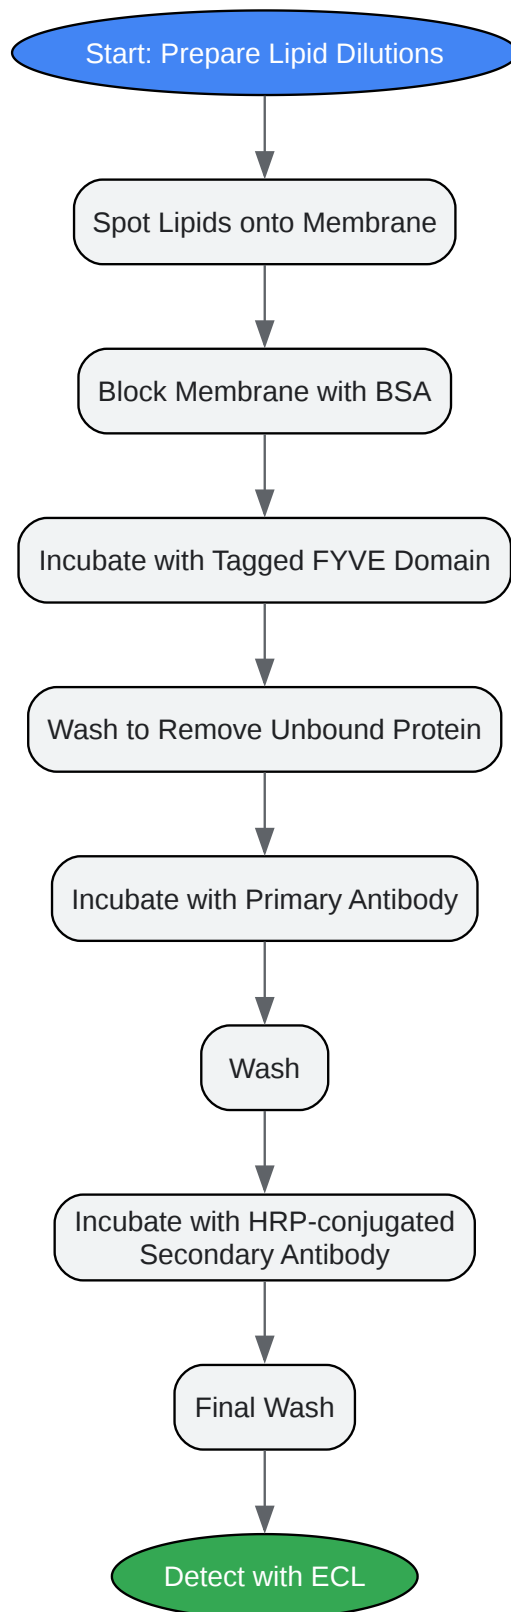 Start: Prepare Lipid Dilutions
Spot Lipids onto Membrane
Block Membrane with BSA
Incubate with Tagged FYVE Domain
Wash to Remove Unbound Protein
Incubate with Primary Antibody
Wash
Incubate with HRP-conjugated
Secondary Antibody
Final Wash
Detect with ECL